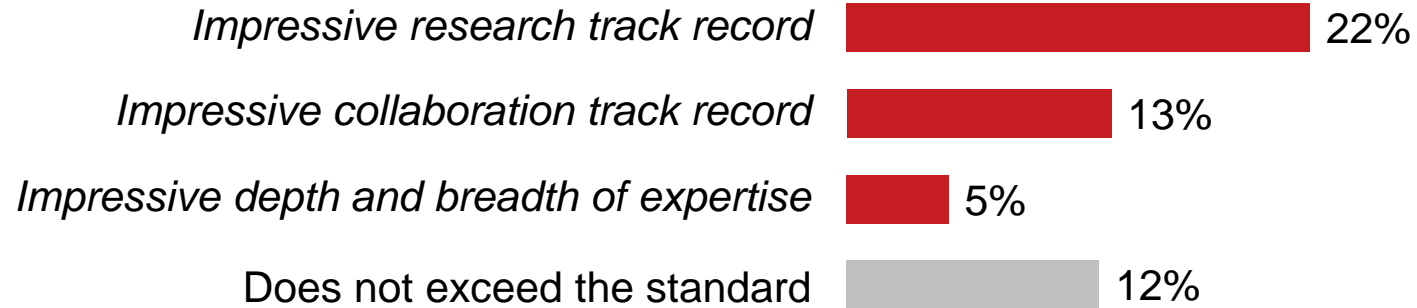 Impressive research track record 22%
Impressive collaboration track record 13%
Impressive depth and breadth of expertise 5%
Does not exceed the standard 12%